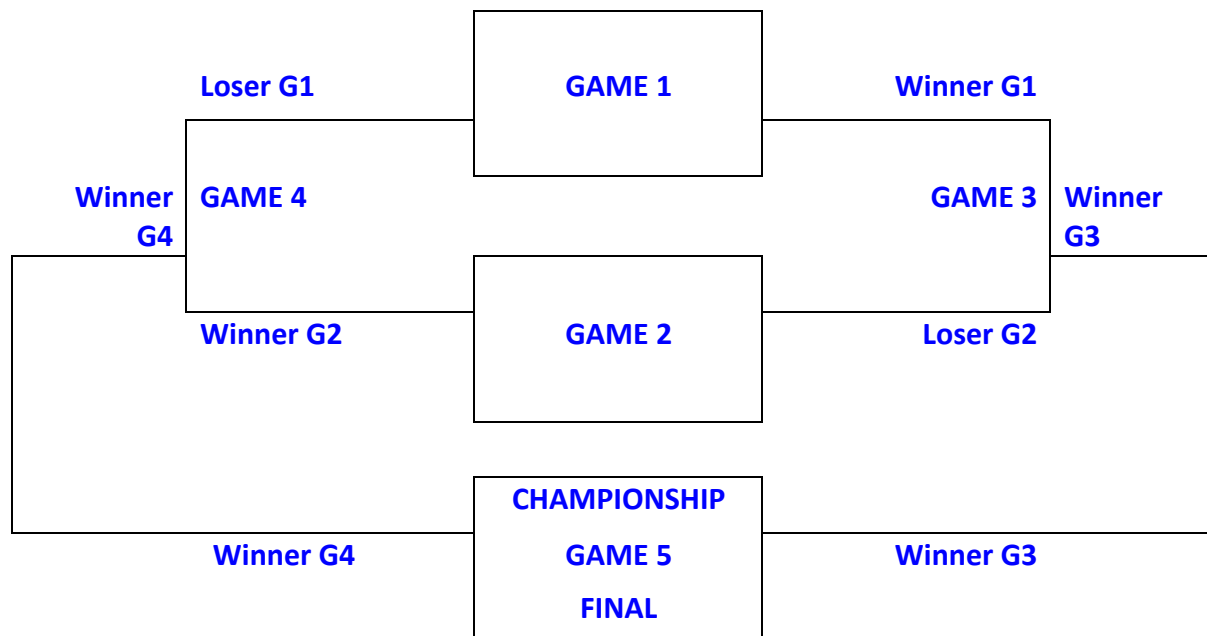 Loser G1
GAME 1
Winner G1
Winner
G4
GAME 4
GAME 3
Winner
G3
Winner G2
GAME 2
Loser G2
CHAMPIONSHIP
Winner G4
GAME 5
Winner G3
FINAL